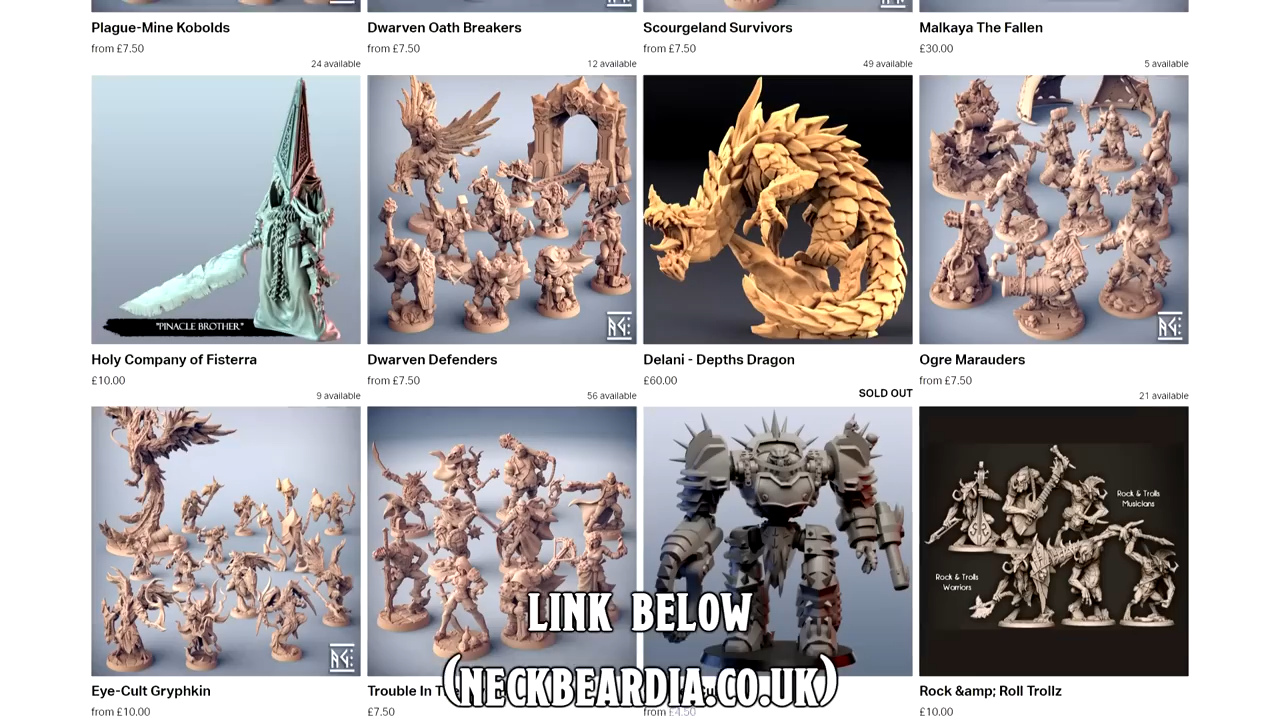 Plague-Mine Kobolds
from £7.50
Dwarven Oath Breakers
from £7.50
Scourgeland Survivors
from £7.50
Malkaya The Fallen
£30.00
24 available
12 available
49 available
5 available
"PINACLE BROTHER"
Holy Company of Fisterra
£10.00
Dwarven Defenders
from £7.50
Delani - Depths Dragon
£60.00
Ogre Marauders
from £7.50
9 available
56 available
SOLD OUT
21 available
Rock & Trolls
Musicians
Rock & Trolls
Warriors
LINK BELOW
(NECKBEARDIA.CO.UK)
Eye-Cult Gryphkin
from £10.00
Trouble In
£7.50
from £4.50
Rock &amp; Roll Trollz
£10.00